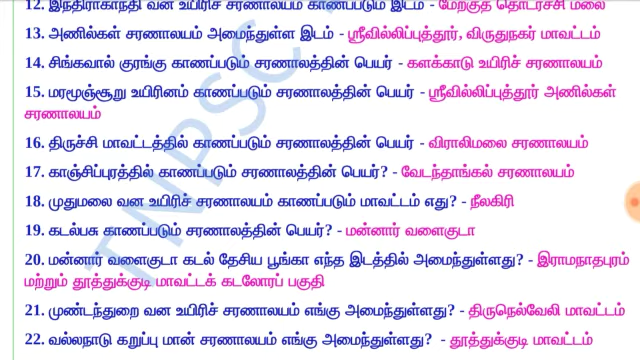 12. இந்திராகாந்தி வன உயிரிச் சரணாலயம் காணப்படும் இடம் - மேற்குத் தொடர்ச்சி மலை
13. அணில்கள் சரணாலயம் அமைந்துள்ள இடம் - ஸ்ரீவில்லிப்புத்தூர், விருதுநகர் மாவட்டம்
14. சிங்கவால் குரங்கு காணப்படும் சரணாலத்தின் பெயர் - களக்காடு உயிரிச் சரணாலயம்
15. மரமூஞ்சூறு உயிரினம் காணப்படும் சரணாலத்தின் பெயர் - ஸ்ரீவில்லிப்புத்தூர் அணில்கள்
சரணாலயம்
16. திருச்சி மாவட்டத்தில் காணப்படும் சரணாலத்தின் பெயர் - விராலிமலை சரணாலயம்
17. காஞ்சிப்புரத்தில் காணப்படும் சரணாலத்தின் பெயர்? - வேடந்தாங்கல் சரணாலயம்
18. முதுமலை வன உயிரிச் சரணாலயம் காணப்படும் மாவட்டம் எது? - நீலகிரி
19. கடல்பசு காணப்படும் சரணாலத்தின் பெயர்? - மன்னார் வளைகுடா
20. மன்னார் வளைகுடா கடல் தேசிய பூங்கா எந்த இடத்தில் அமைந்துள்ளது? - இராமநாதபுரம்
மற்றும் தூத்துக்குடி மாவட்டக் கடலோரப் பகுதி
21. முண்டந்துறை வன உயிரிச் சரணாலயம் எங்கு அமைந்துள்ளது? - திருநெல்வேலி மாவட்டம்
22. வல்லநாடு கறுப்பு மான் சரணாலயம் எங்கு அமைந்துள்ளது? - தூத்துக்குடி மாவட்டம்
TNPSC